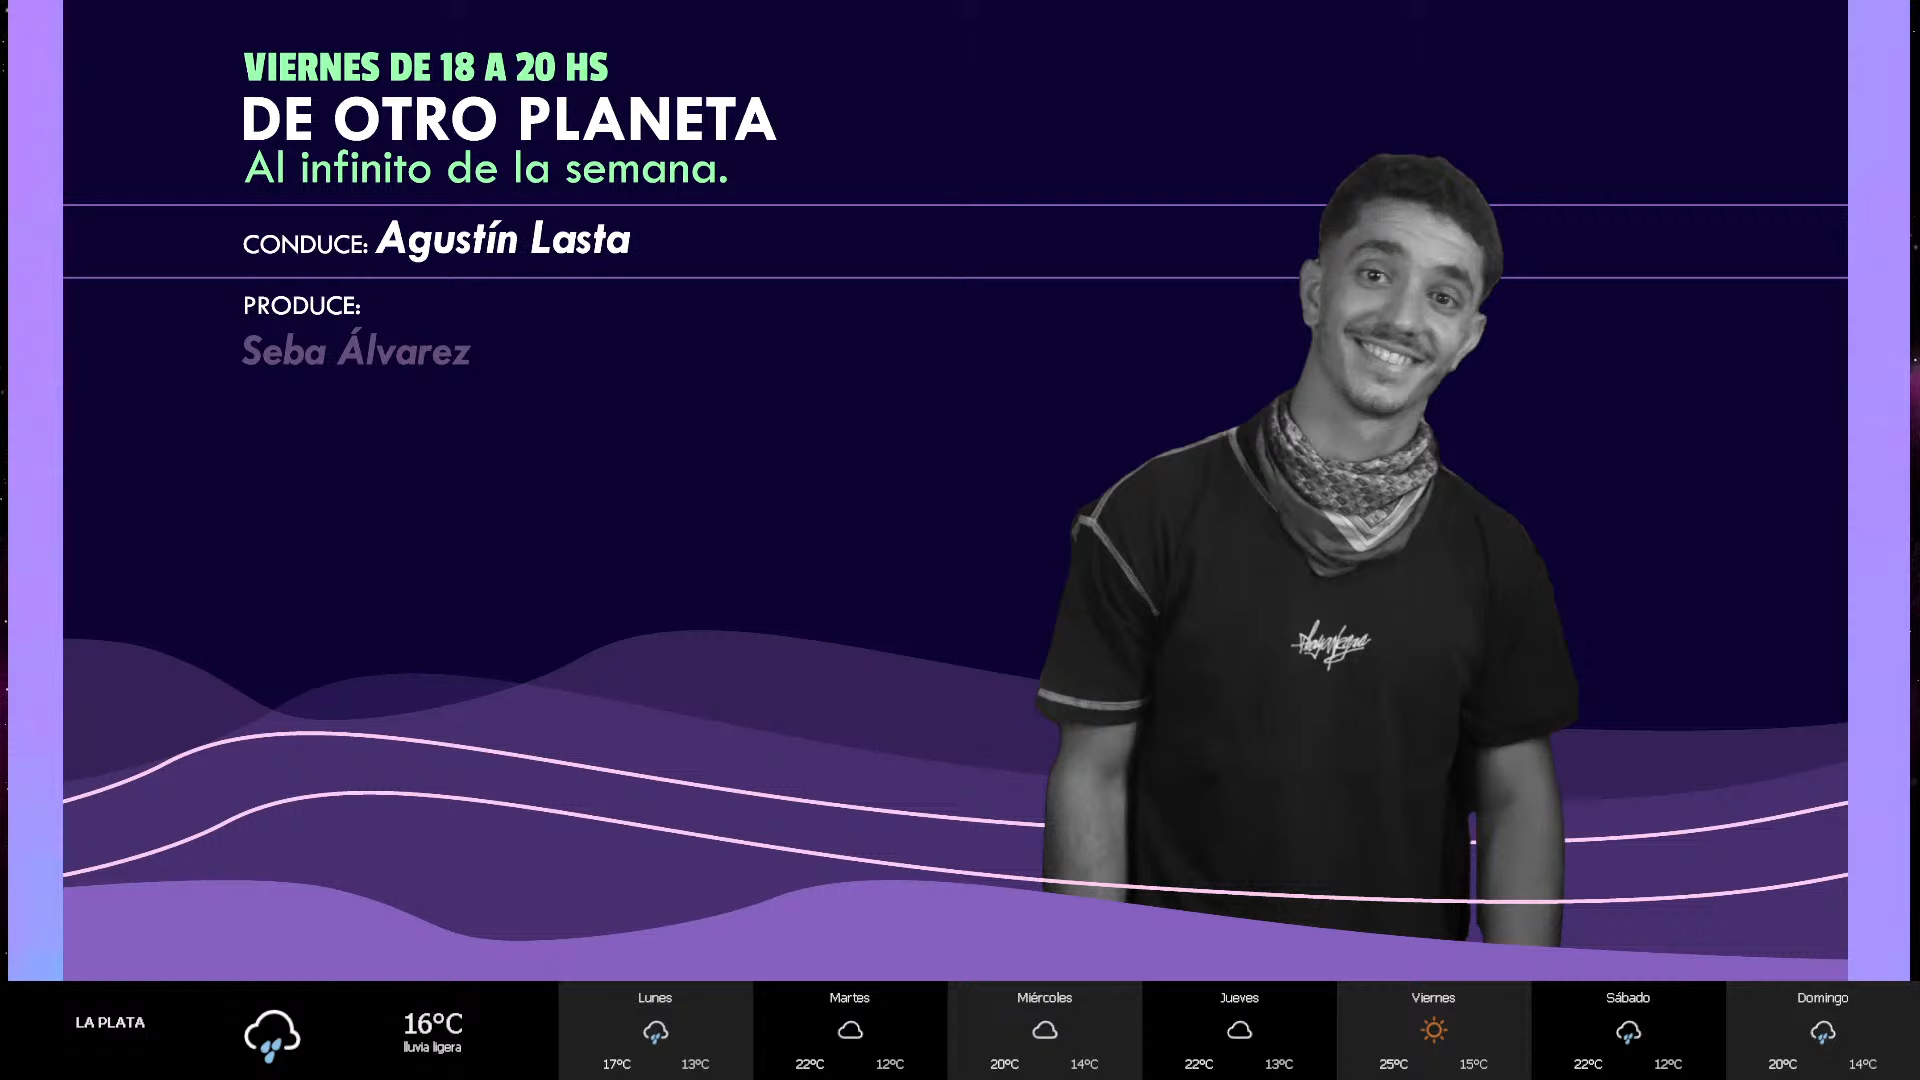 VIERNES DE 18 A 20 HS
DE OTRO PLANETA
Al infinito de la semana.
CONDUCE: Agustín Lasta
PRODUCE:
Seba Álvarez
LA PLATA
16°C
lluvia ligera
Lunes
17°C 13°C
Martes
22°C 12°C
Miércoles
20°C 14°C
Jueves
22°C 13°C
Viernes
25°C 15°C
Sábado
22°C 12°C
Domingo
20°C 14°C